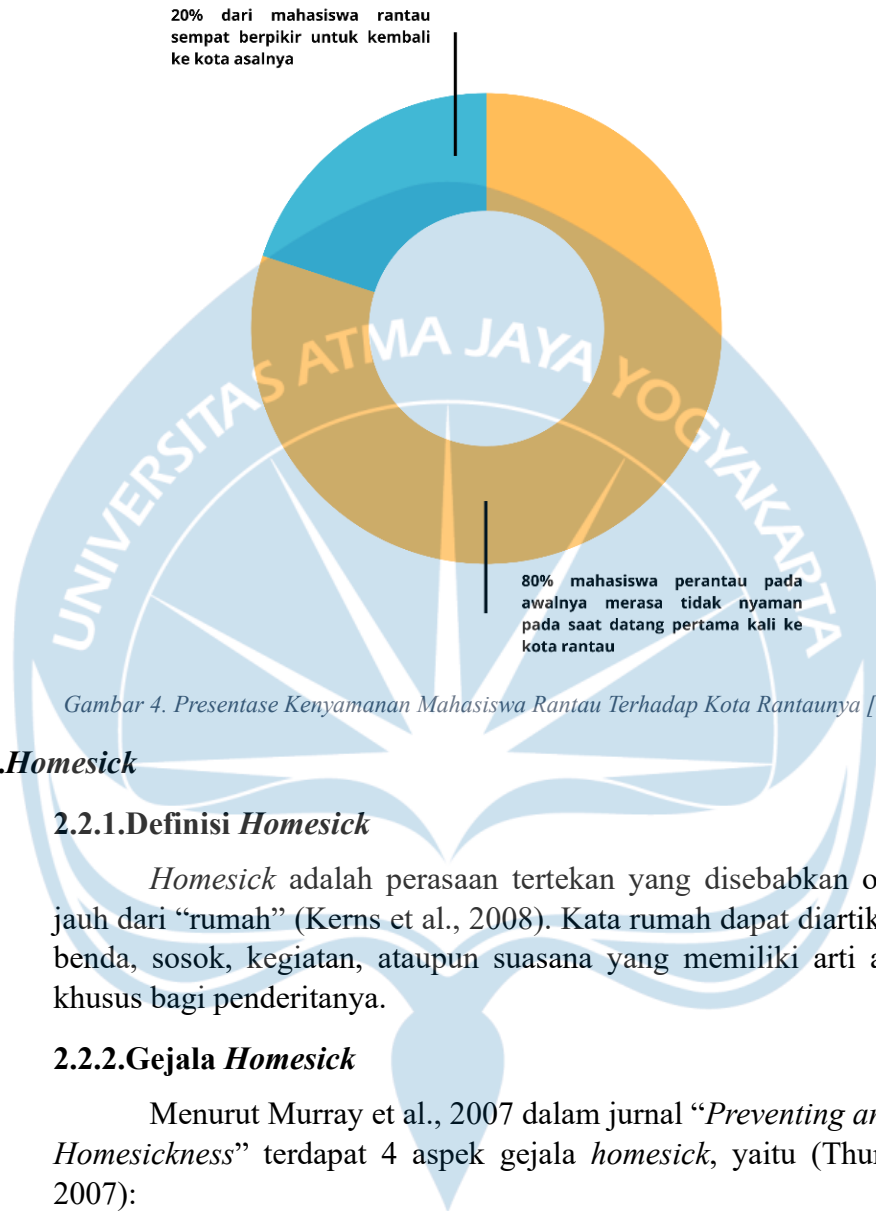 20% dari mahasiswa rantau
sempat berpikir untuk kembali
ke kota asalnya
UNIVERSITAS ATMA JAYA YOGYAKARTA
80% mahasiswa perantau pada
awalnya merasa tidak nyaman
pada saat datang pertama kali ke
kota rantau
Gambar 4. Presentase Kenyamanan Mahasiswa Rantau Terhadap Kota Rantaunya [
.Homesick
2.2.1.Definisi Homesick
Homesick adalah perasaan tertekan yang disebabkan
jauh dari “rumah” (Kerns et al., 2008). Kata rumah dapat
benda, sosok, kegiatan, ataupun suasana yang memiliki arti
khusus bagi penderitanya.
2.2.2.Gejala Homesick
Menurut Murray et al., 2007 dalam jurnal “Preventing
Homesickness” terdapat 4 aspek gejala homesick, yaitu
2007):